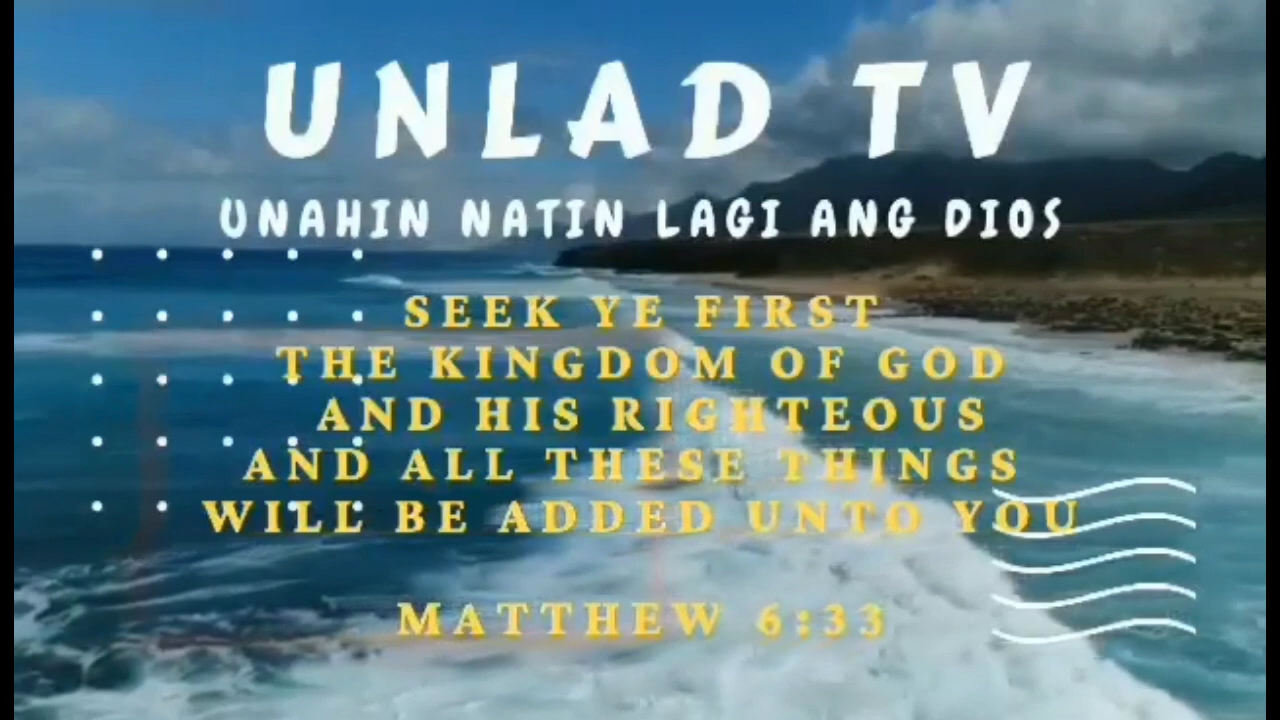 UNLAD TV
UNAHIN NATIN LAGI ANG DIOS
SEEK YE FIRST
THE KINGDOM OF GOD
AND HIS RIGHTEOUS
AND ALL THESE THINGS
WILL BE ADDED UNTO YOU
MATTHEW 6:33